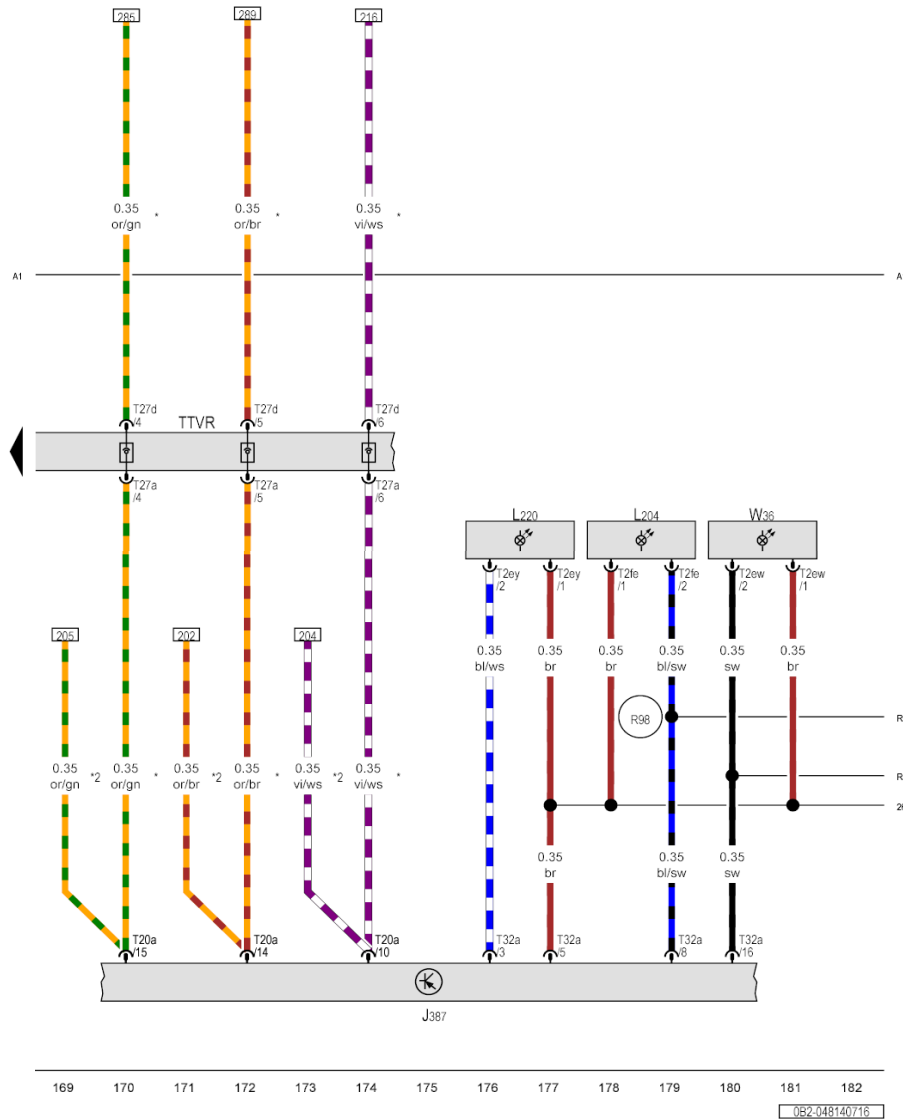 285
289
216
0.35
or/gn
*
0.35
or/br
*
0.35
vi/ws
*
A1
A
T27d
/4
TTVR
T27d
/5
T27d
/6
T27a
/4
T27a
/5
T27a
/6
L220
L204
W36
T2ey
/2
T2ey
/1
T2fe
/1
T2fe
/2
T2ew
/2
T2ew
/1
205
202
204
0.35
bl/ws
0.35
br
0.35
br
0.35
bl/sw
0.35
sw
0.35
br
R98
R
0.35
or/gn
*2
0.35
or/gn
*
0.35
or/br
*2
0.35
or/br
*
0.35
vi/ws
*2
0.35
vi/ws
*
R
26
0.35
br
0.35
bl/sw
0.35
sw
T20a
/15
T20a
/14
T20a
/10
T32a
/3
T32a
/5
T32a
/8
T32a
/16
J387
169 170 171 172 173 174 175 176 177 178 179 180 181 182
0B2-048140716